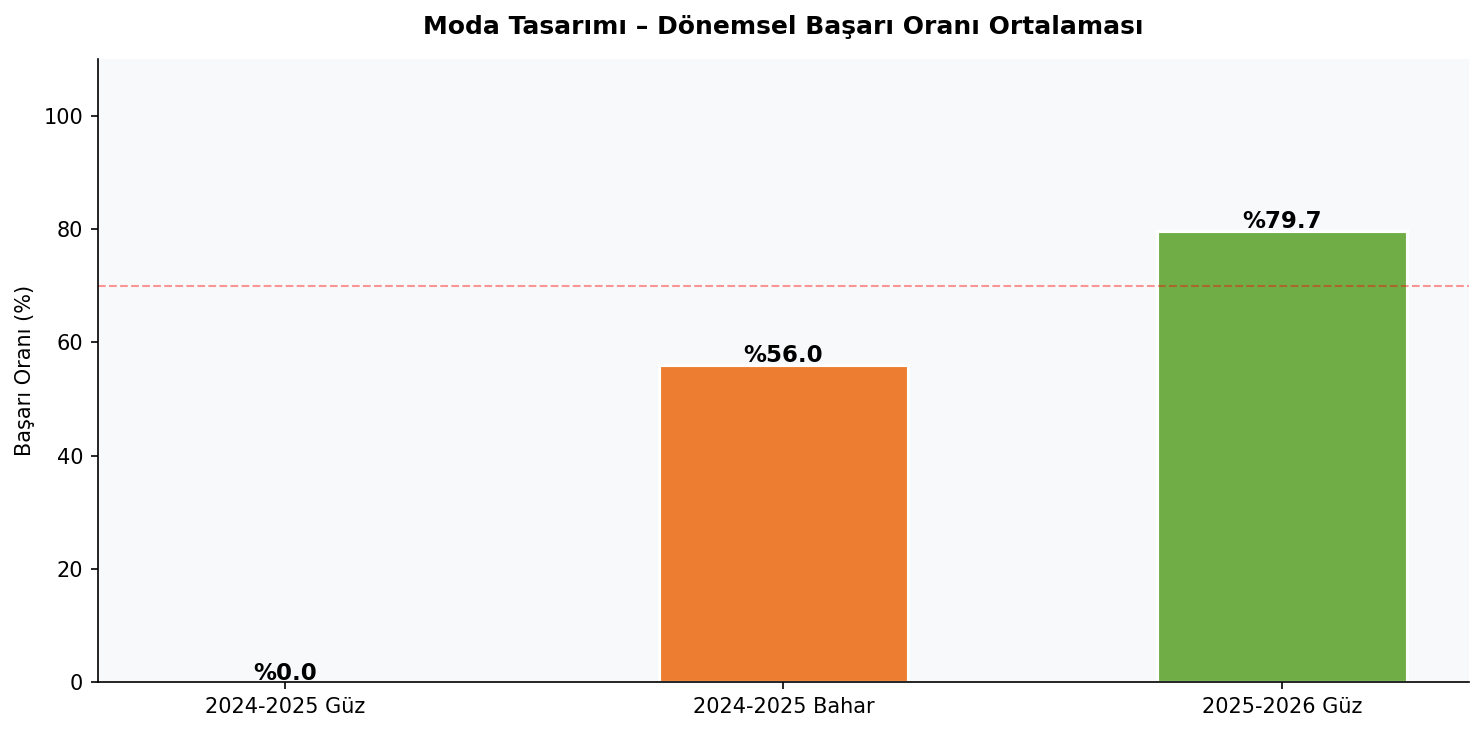 Moda Tasarımı – Dönemsel Başarı Oranı Ortalaması
Başarı Oranı (%)
100
80
60
40
20
0
%0.0
%56.0
%79.7
2024-2025 Güz
2024-2025 Bahar
2025-2026 Güz